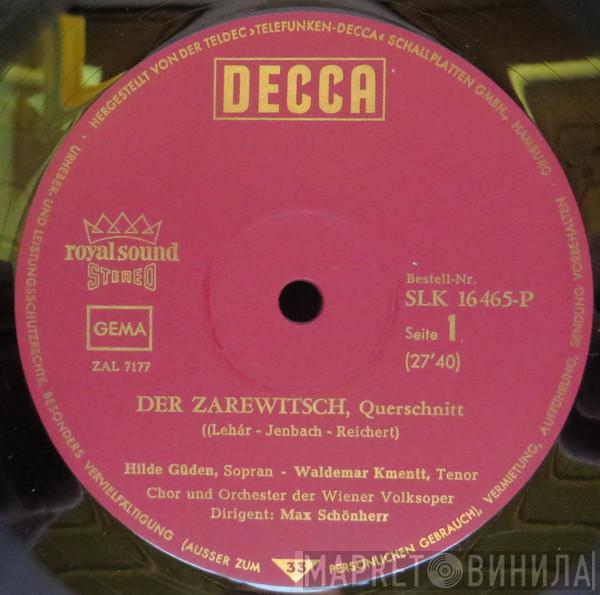 HERGESTELLT VON DER TELDEC »TELEFUNKEN-DECCA« SCHALLPLATTEN GMBH., HAMBURG
DECCA
royal sound
STEREO
GEMA
ZAL 7177
Bestell-Nr.
SLK 16465-P
Seite 1
(27'40)
DER ZAREWITSCH, Querschnitt
((Lehár - Jenbach - Reichert)
Hilde Güden, Sopran - Waldemar Kmentt, Tenor
Chor und Orchester der Wiener Volksoper
Dirigent: Max Schönherr
33
URHEBER- UND LEISTUNGSSCHUTZRECHTE, BESONDERS VERVIELFÄLTIGUNG (AUSSER ZUM PERSÖNLICHEN GEBRAUCH), VERMIETUNG, AUFFÜHRUNG, SENDUNG VORBEHALTEN
МАРКЕТ ВИНИЛА